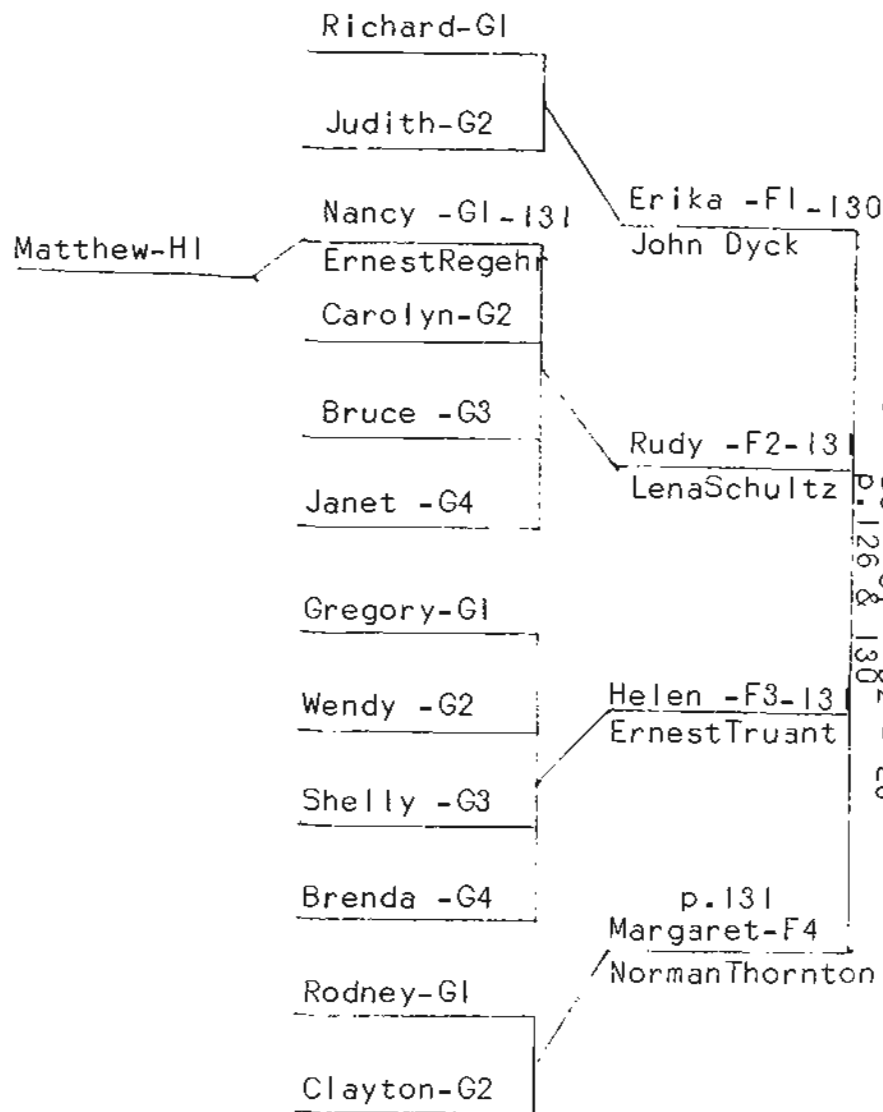 Richard-G1
Judith-G2
Nancy -G1-131
ErnestRegehr
Carolyn-G2
Bruce -G3
Janet -G4
Gregory-G1
Wendy -G2
Shelly -G3
Brenda -G4
Rodney-G1
Clayton-G2
Matthew-H1
Erika -F1-130
John Dyck
Rudy -F2-13
LenaSchultz
Helen -F3-13
ErnestTruant
p.131
Margaret-F4
NormanThornton
p.126 & 130